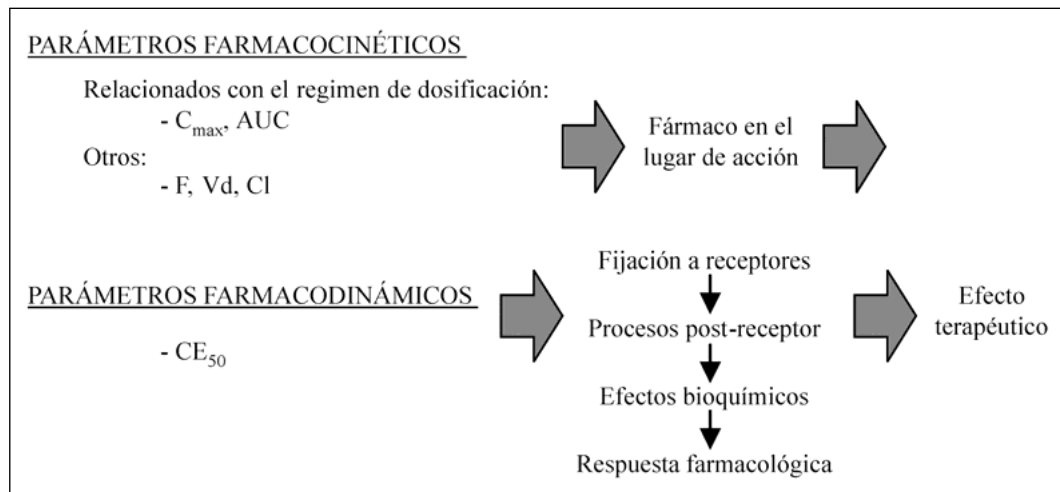 PARÁMETROS FARMACOCINÉTICOS
Relacionados con el regimen de dosificación:
- Cmax, AUC
Otros:
- F, Vd, Cl
Fármaco en el
lugar de acción
PARÁMETROS FARMACODINÁMICOS
- CE50
Fijación a receptores
Procesos post-receptor
Efectos bioquímicos
Respuesta farmacológica
Efecto
terapéutico